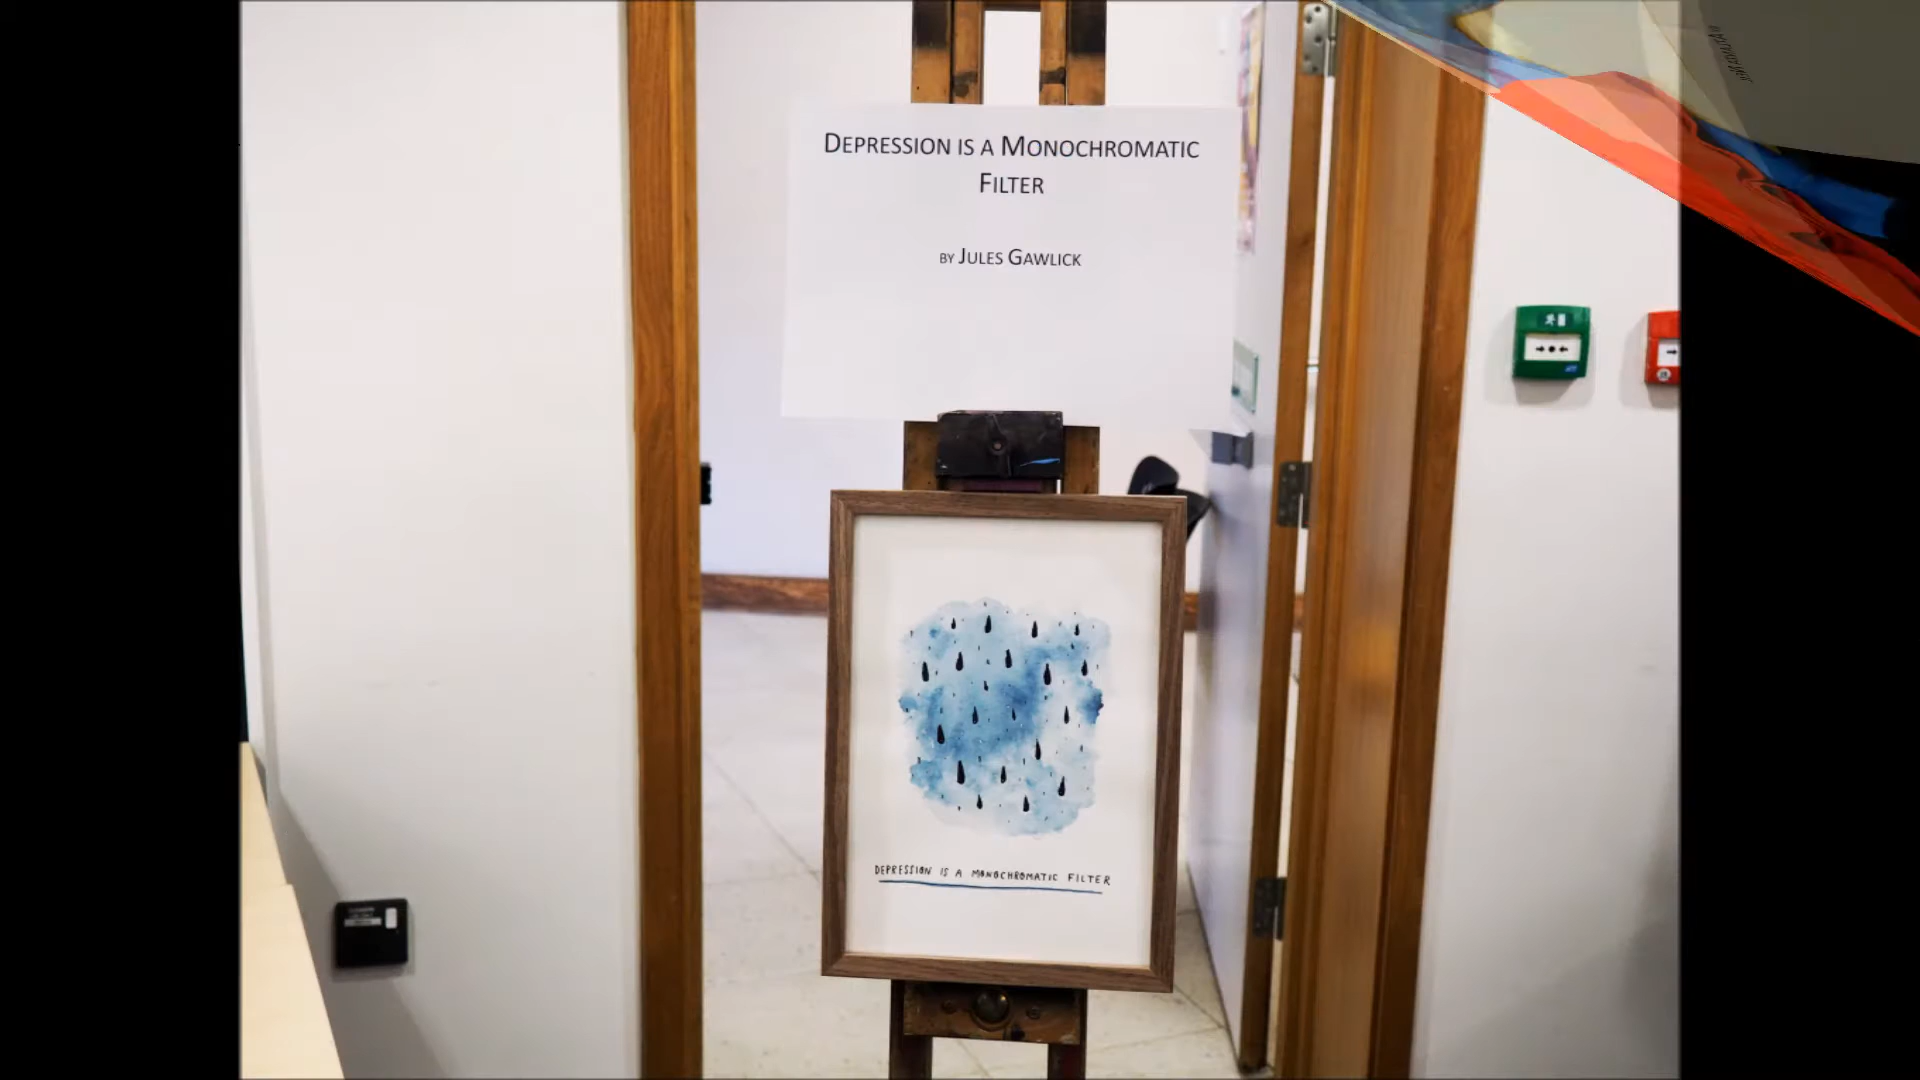 DEPRESSION IS A MONOCHROMATIC
FILTER
BY JULES GAWLICK
DEPRESSION IS A MONOCHROMATIC FILTER